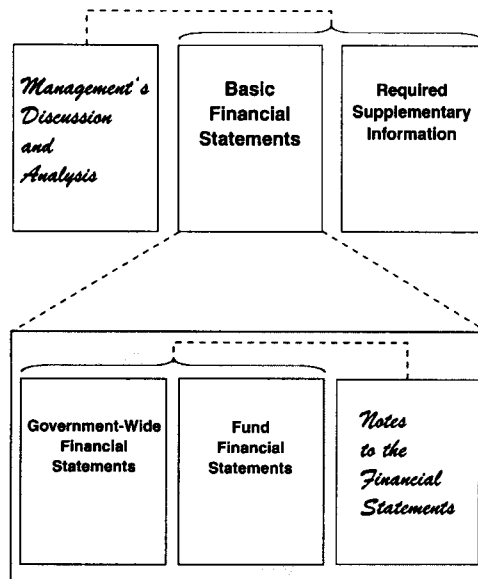 Management's
Discussion
and
Analysis
Basic
Financial
Statements
Required
Supplementary
Information
Government-Wide
Financial
Statements
Fund
Financial
Statements
Notes
to the
Financial
Statements